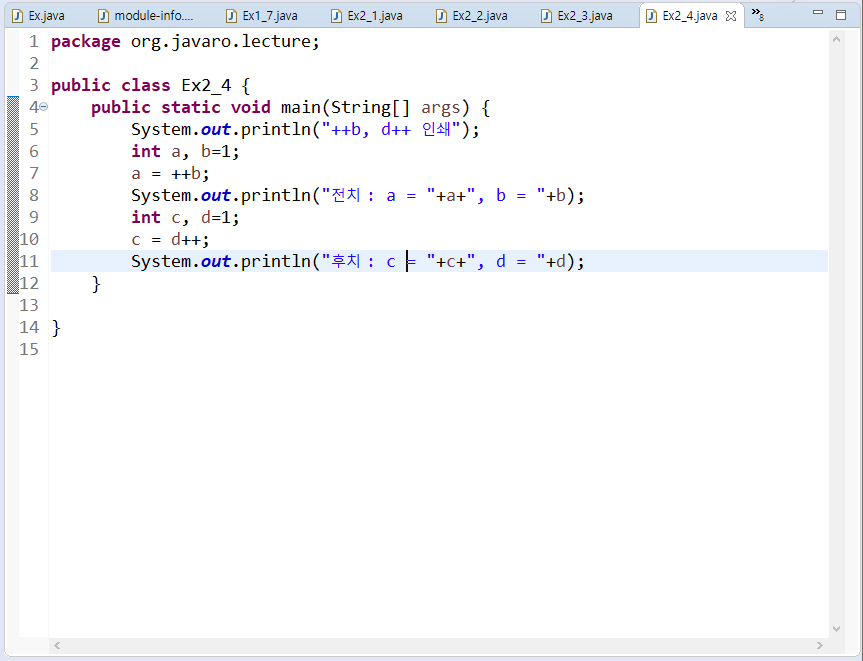 Ex.java module-info.... Ex1_7.java Ex2_1.java Ex2_2.java Ex2_3.java Ex2_4.java »8
1 package org.javaro.lecture;
2
3 public class Ex2_4 {
4 public static void main(String[] args) {
5 System.out.println("++b, d++ 인쇄");
6 int a, b=1;
7 a = ++b;
8 System.out.println("전치 : a = "+a+", b = "+b);
9 int c, d=1;
10 c = d++;
11 System.out.println("후치 : c = "+c+", d = "+d);
12 }
13
14 }
15